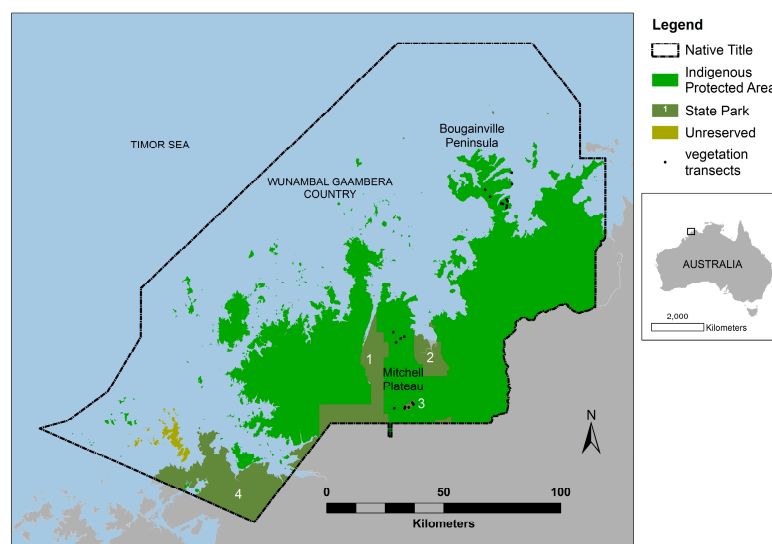 Legend
Native Title
Indigenous
Protected Area
1 State Park
Unreserved
vegetation
transects
Bougainville
Peninsula
TIMOR SEA
WUNAMBAL GAAMBERA
COUNTRY
AUSTRALIA
2,000
Kilometers
1
2
Mitchell
Plateau
3
4
N
0 50 100
Kilometers